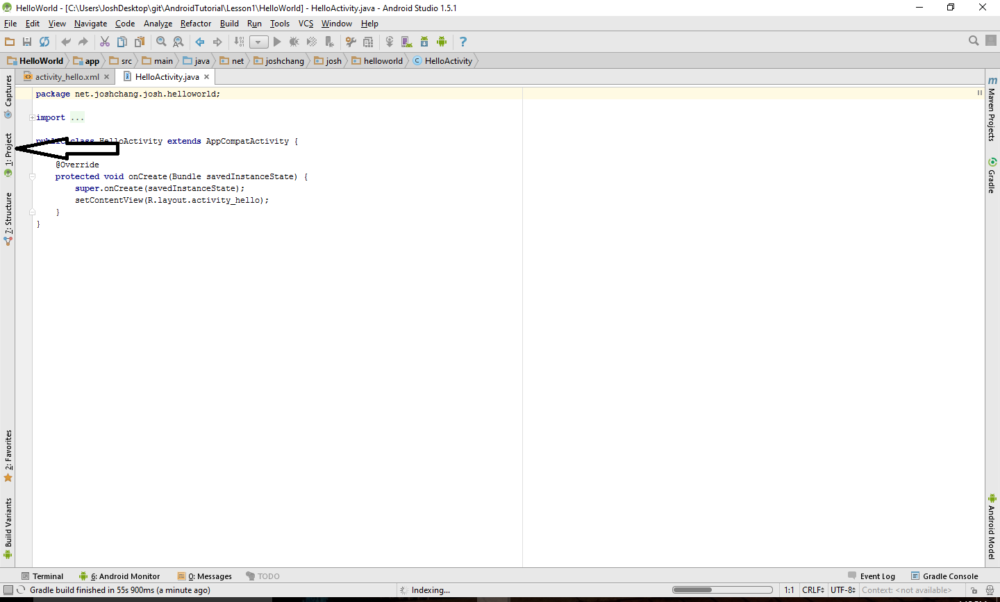 HelloWorld - [C:\Users\JoshDesktop\git\AndroidTutorial\Lesson1\HelloWorld] - HelloActivity.java - Android Studio 1.5.1
File Edit View Navigate Code Analyze Refactor Build Run Tools VCS Window Help
HelloWorld app src main java net joshchang josh helloworld HelloActivity
activity_hello.xml HelloActivity.java
Captures
1: Project
7: Structure
2: Favorites
Build Variants
package net.joshchang.josh.helloworld;
import ...
public class HelloActivity extends AppCompatActivity {
@Override
protected void onCreate(Bundle savedInstanceState) {
super.onCreate(savedInstanceState);
setContentView(R.layout.activity_hello);
}
}
Maven Projects
Gradle
Android Model
Terminal 6: Android Monitor 0: Messages TODO Event Log Gradle Console
Gradle build finished in 55s 900ms (a minute ago) Indexing... 1:1 CRLF UTF-8 Context: <not available>